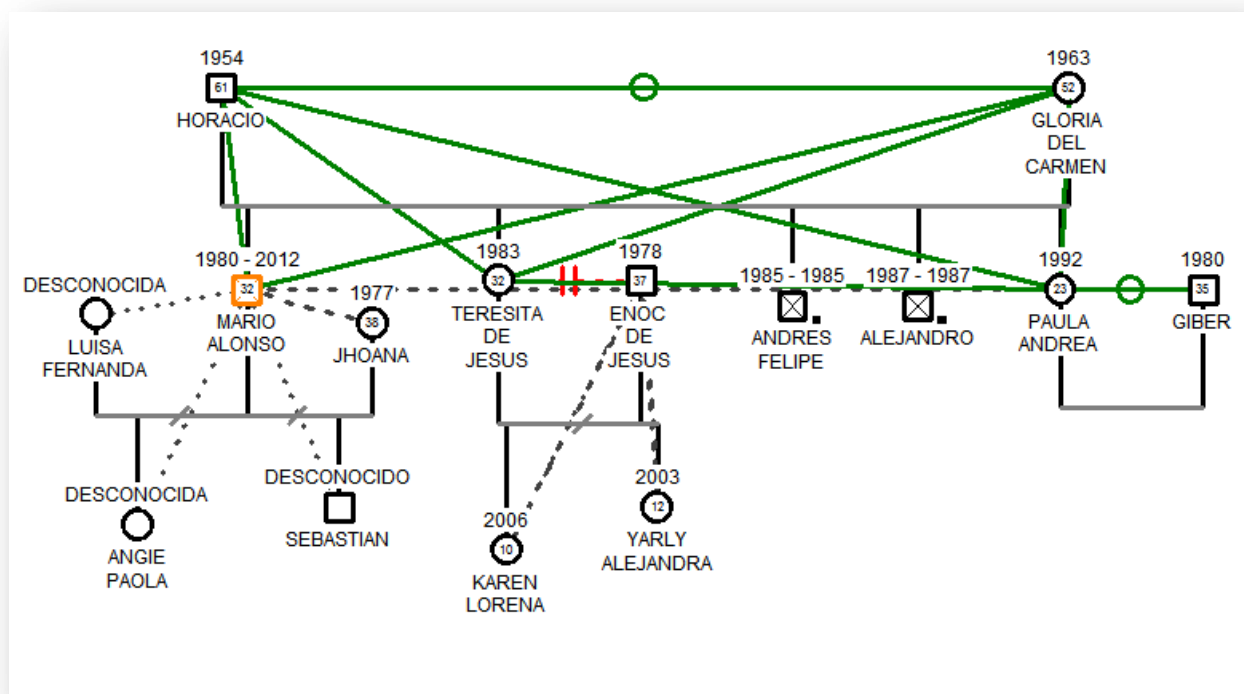 1954
61
HORACIO
1963
52
GLORIA
DEL
CARMEN
DESCONOCIDA
LUISA
FERNANDA
1980 - 2012
32
MARIO
ALONSO
1977
38
JHOANA
1983
32
TERESITA
DE
JESUS
1978
37
ENOC
DE
JESUS
1985 - 1985
ANDRES
FELIPE
1987 - 1987
ALEJANDRO
1992
23
PAULA
ANDREA
1980
35
GIBER
DESCONOCIDA
ANGIE
PAOLA
DESCONOCIDO
SEBASTIAN
2006
10
KAREN
LORENA
2003
12
YARLY
ALEJANDRA